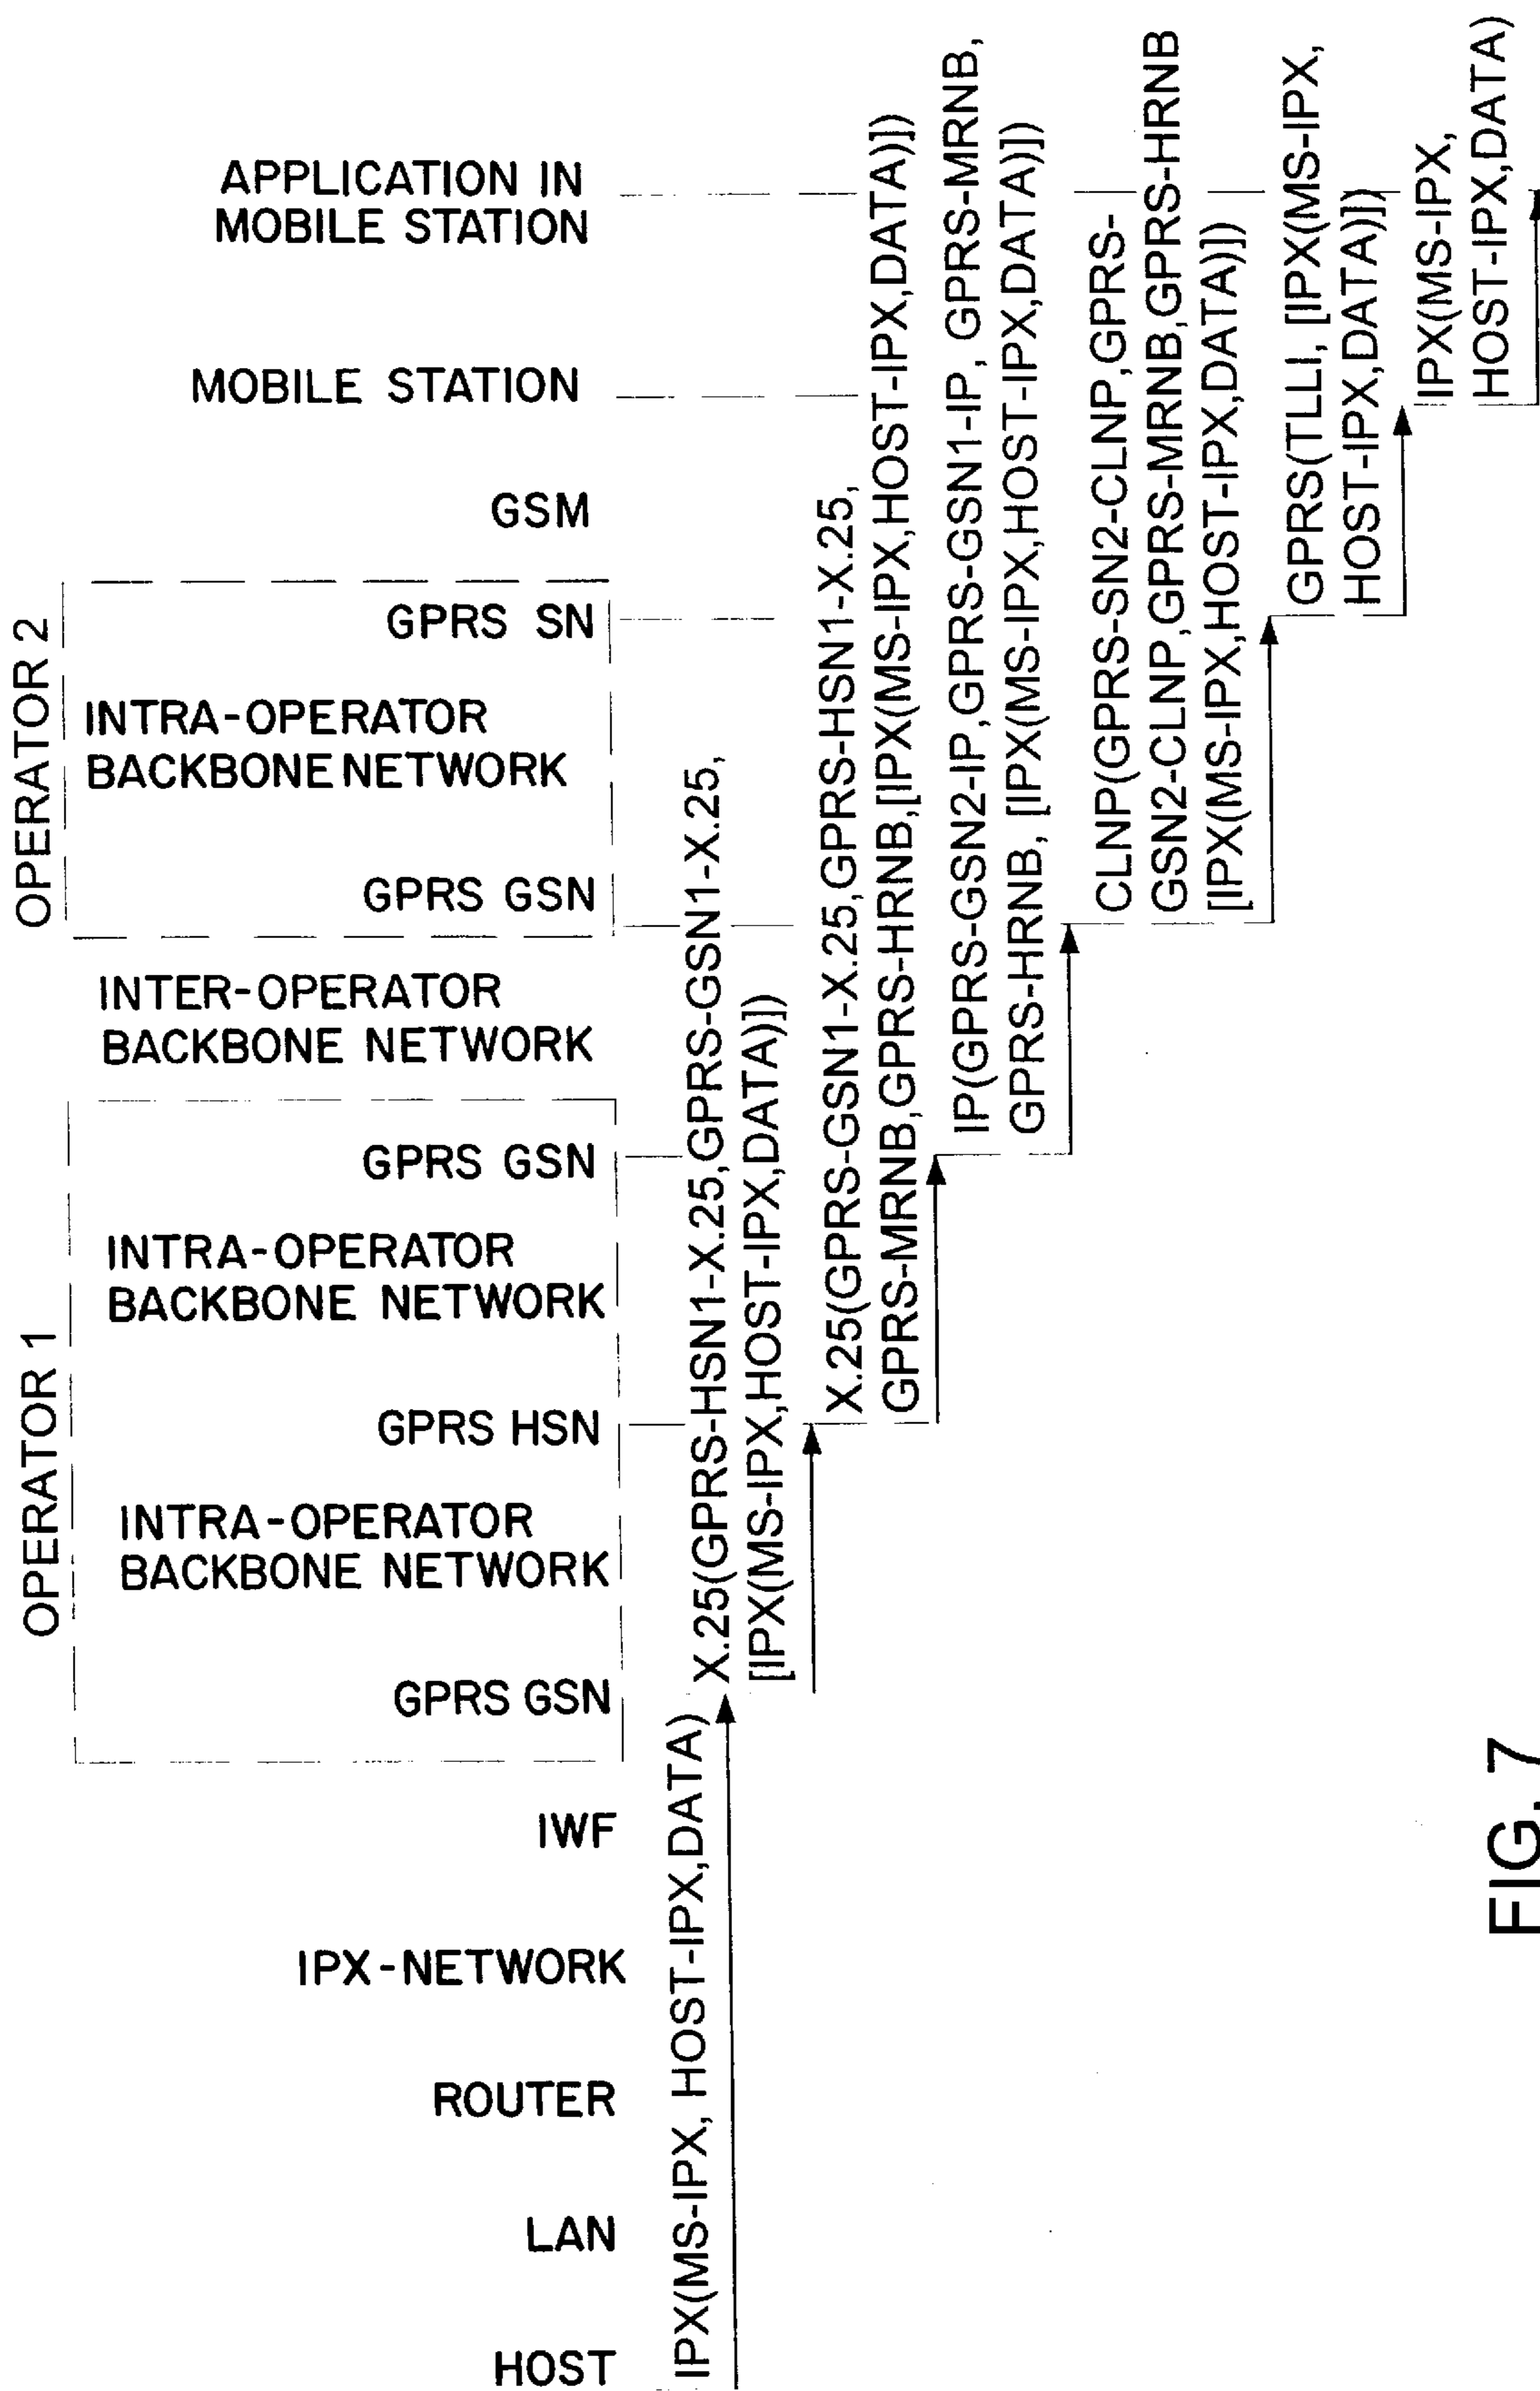 OPERATOR 1
OPERATOR 2
HOST
LAN
ROUTER
IPX-NETWORK
IWF
GPRS GSN
INTRA-OPERATOR
BACKBONE NETWORK
GPRS HSN
INTRA-OPERATOR
BACKBONE NETWORK
GPRS GSN
INTER-OPERATOR
BACKBONE NETWORK
GPRS GSN
INTRA-OPERATOR
BACKBONE NETWORK
GPRS SN
GSM
MOBILE STATION
APPLICATION IN
MOBILE STATION
IPX(MS-IPX, HOST-IPX,DATA)
X.25(GPRS-HSN1-X.25,GPRS-GSN1-X.25,
[IPX(MS-IPX,HOST-IPX,DATA)])
X.25(GPRS-GSN1-X.25,GPRS-HSN1-X.25,
GPRS-MRNB,GPRS-HRNB,[IPX(MS-IPX,HOST-IPX,DATA)])
IP(GPRS-GSN2-IP,GPRS-GSN1-IP, GPRS-MRNB,
GPRS-HRNB, [IPX(MS-IPX,HOST-IPX,DATA)])
CLNP(GPRS-SN2-CLNP,GPRS-
GSN2-CLNP,GPRS-MRNB,GPRS-HRNB
[IPX(MS-IPX,HOST-IPX,DATA)])
GPRS(TLLI, [IPX(MS-IPX,
HOST-IPX,DATA)])
IPX(MS-IPX,
HOST-IPX,DATA)
FIG. 7